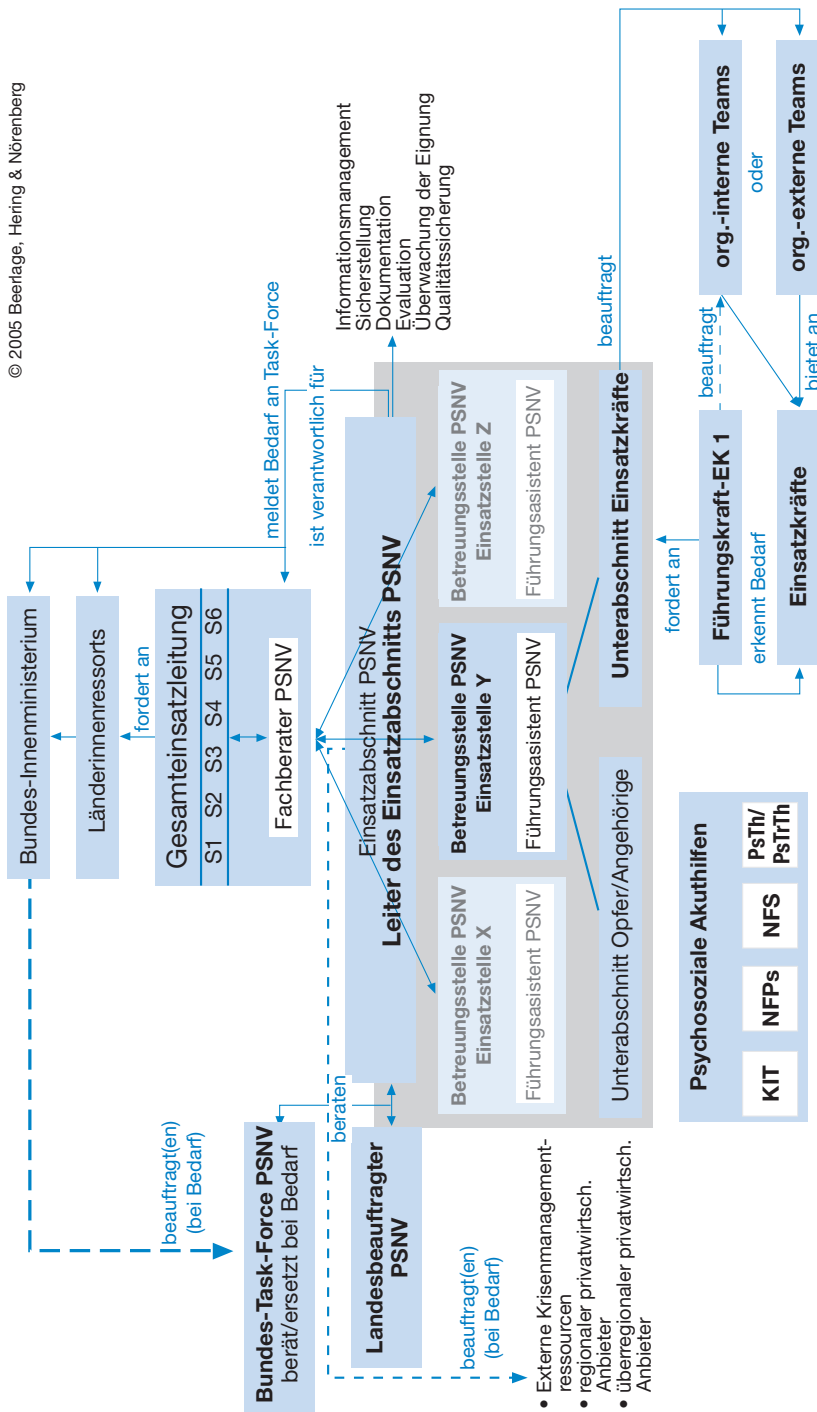 © 2005 Beerlage, Hering & Nörenberg
Bundes-Innenministerium
Länderinnenressorts
fordert an
Gesamteinsatzleitung
S1 S2 S3 S4 S5 S6
Fachberater PSNV
meldet Bedarf an Task-Force
ist verantwortlich für
Informationsmanagement
Sicherstellung
Dokumentation
Evaluation
Überwachung der Eignung
Qualitätssicherung
beauftragt(en)
(bei Bedarf)
Bundes-Task-Force PSNV
berät/ersetzt bei Bedarf
beraten
Landesbeauftragter
PSNV
Einsatzabschnitt PSNV
Leiter des Einsatzabschnitts PSNV
Betreuungsstelle PSNV
Einsatzstelle X
Führungsasistent PSNV
Betreuungsstelle PSNV
Einzatzstelle Y
Führungsasistent PSNV
Betreuungsstelle PSNV
Einsatzstelle Z
Führungsasistent PSNV
beauftragt(en)
(bei Bedarf)
• Externe Krisenmanagement-
ressourcen
• regionaler privatwirtsch.
Anbieter
• überregionaler privatwirtsch.
Anbieter
Unterabschnitt Opfer/Angehörige
Unterabschnitt Einsatzkräfte
beauftragt
Psychosoziale Akuthilfen
KIT
NFPs
NFS
PsTh/
PsTrTh
fordert an
Führungskraft-EK 1
beauftragt
org.-interne Teams
erkennt Bedarf
oder
Einsatzkräfte
bietet an
org.-externe Teams